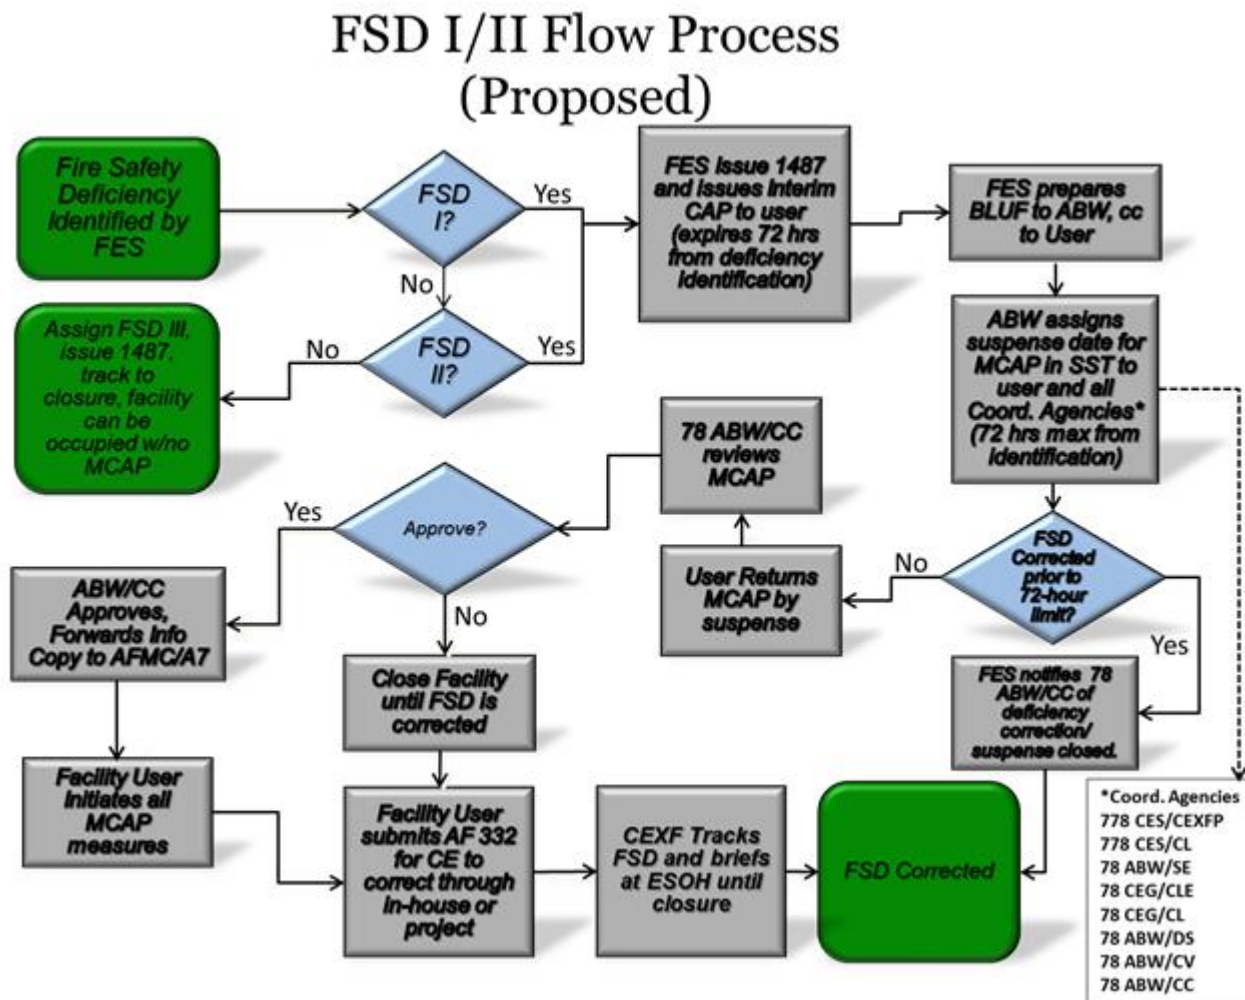 FSD I/II Flow Process
(Proposed)
Fire Safety
Deficiency
Identified by
FES
FSD
I?
Yes
No
FES Issue 1487
and issues Interim
CAP to user
(expires 72 hrs
from deficiency
identification)
FES prepares
BLUF to ABW, cc
to User
Assign FSD III,
issue 1487,
track to
closure, facility
can be
occupied w/no
MCAP
No
FSD
II?
Yes
ABW assigns
suspense date for
MCAP in SST to
user and all
Coord. Agencies*
(72 hrs max from
identification)
78 ABW/CC
reviews
MCAP
Yes
Approve?
No
User Returns
MCAP by
suspense
No
FSD
Corrected
prior to
72-hour
limit?
Yes
ABW/CC
Approves,
Forwards Info
Copy to AFMC/A7
Close Facility
until FSD is
corrected
FES notifies 78
ABW/CC of
deficiency
correction/
suspense closed.
Facility User
Initiates all
MCAP
measures
Facility User
submits AF 332
for CE to
correct through
in-house or
project
CEXF Tracks
FSD and briefs
at ESOH until
closure
FSD Corrected
*Coord. Agencies
778 CES/CEXFP
778 CES/CL
78 ABW/SE
78 CEG/CLE
78 CEG/CL
78 ABW/DS
78 ABW/CV
78 ABW/CC